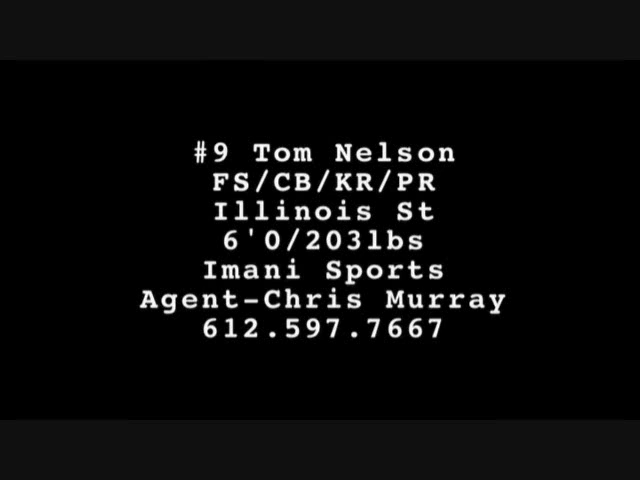 #9 Tom Nelson
FS/CB/KR/PR
Illinois St
6'0/203lbs
Imani Sports
Agent-Chris Murray
612.597.7667